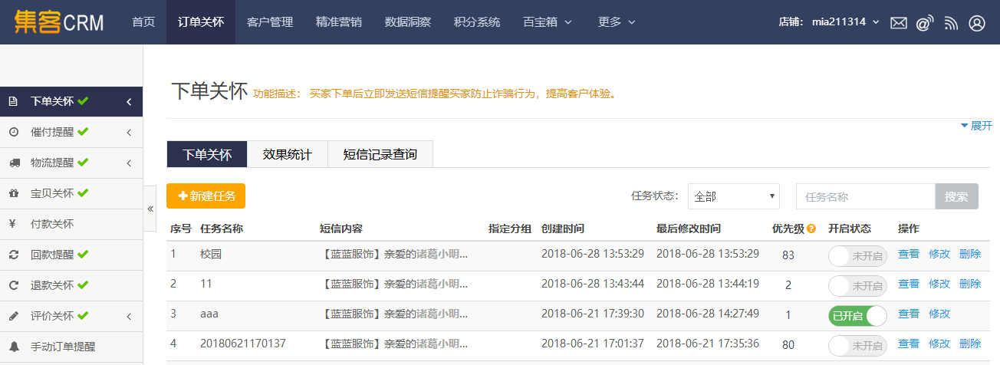 集客CRM 首页 订单关怀 客户管理 精准营销 数据洞察 积分系统 百宝箱 更多 店铺: mia211314
下单关怀
催付提醒
物流提醒
宝贝关怀
¥ 付款关怀
回款提醒
退款关怀
评价关怀
手动订单提醒
«
下单关怀 功能描述： 买家下单后立即发送短信提醒买家防止诈骗行为，提高客户体验。
展开
下单关怀 效果统计 短信记录查询
新建任务 任务状态: 全部 任务名称 搜索
序号 任务名称 短信内容 指定分组 创建时间 最后修改时间 优先级 ? 开启状态 操作
1 校园 【蓝蓝服饰】亲爱的诸葛小明... 2018-06-28 13:53:29 2018-06-28 13:53:29 83 未开启 查看 修改 删除
2 11 【蓝蓝服饰】亲爱的诸葛小明... 2018-06-28 13:43:44 2018-06-28 13:44:19 2 未开启 查看 修改 删除
3 aaa 【蓝蓝服饰】亲爱的诸葛小明... 2018-06-21 17:39:30 2018-06-28 14:27:49 1 已开启 查看 修改
4 20180621170137 【蓝蓝服饰】亲爱的诸葛小明... 2018-06-21 17:01:37 2018-06-21 17:35:36 80 未开启 查看 修改 删除